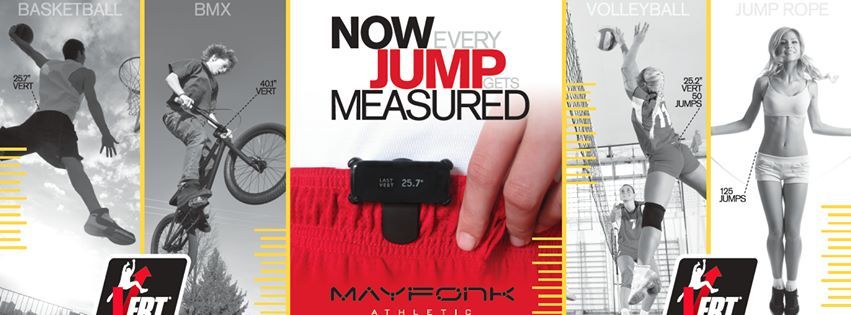 BASKETBALL
25.7"
VERT
BMX
40.1"
VERT
NOW EVERY
JUMP GETS
MEASURED
LAST
VERT 25.7"
MAYFONK
ATHLETIC
VOLLEYBALL
25.2"
VERT
50
JUMPS
7
JUMP ROPE
125
JUMPS
VERT
VERT